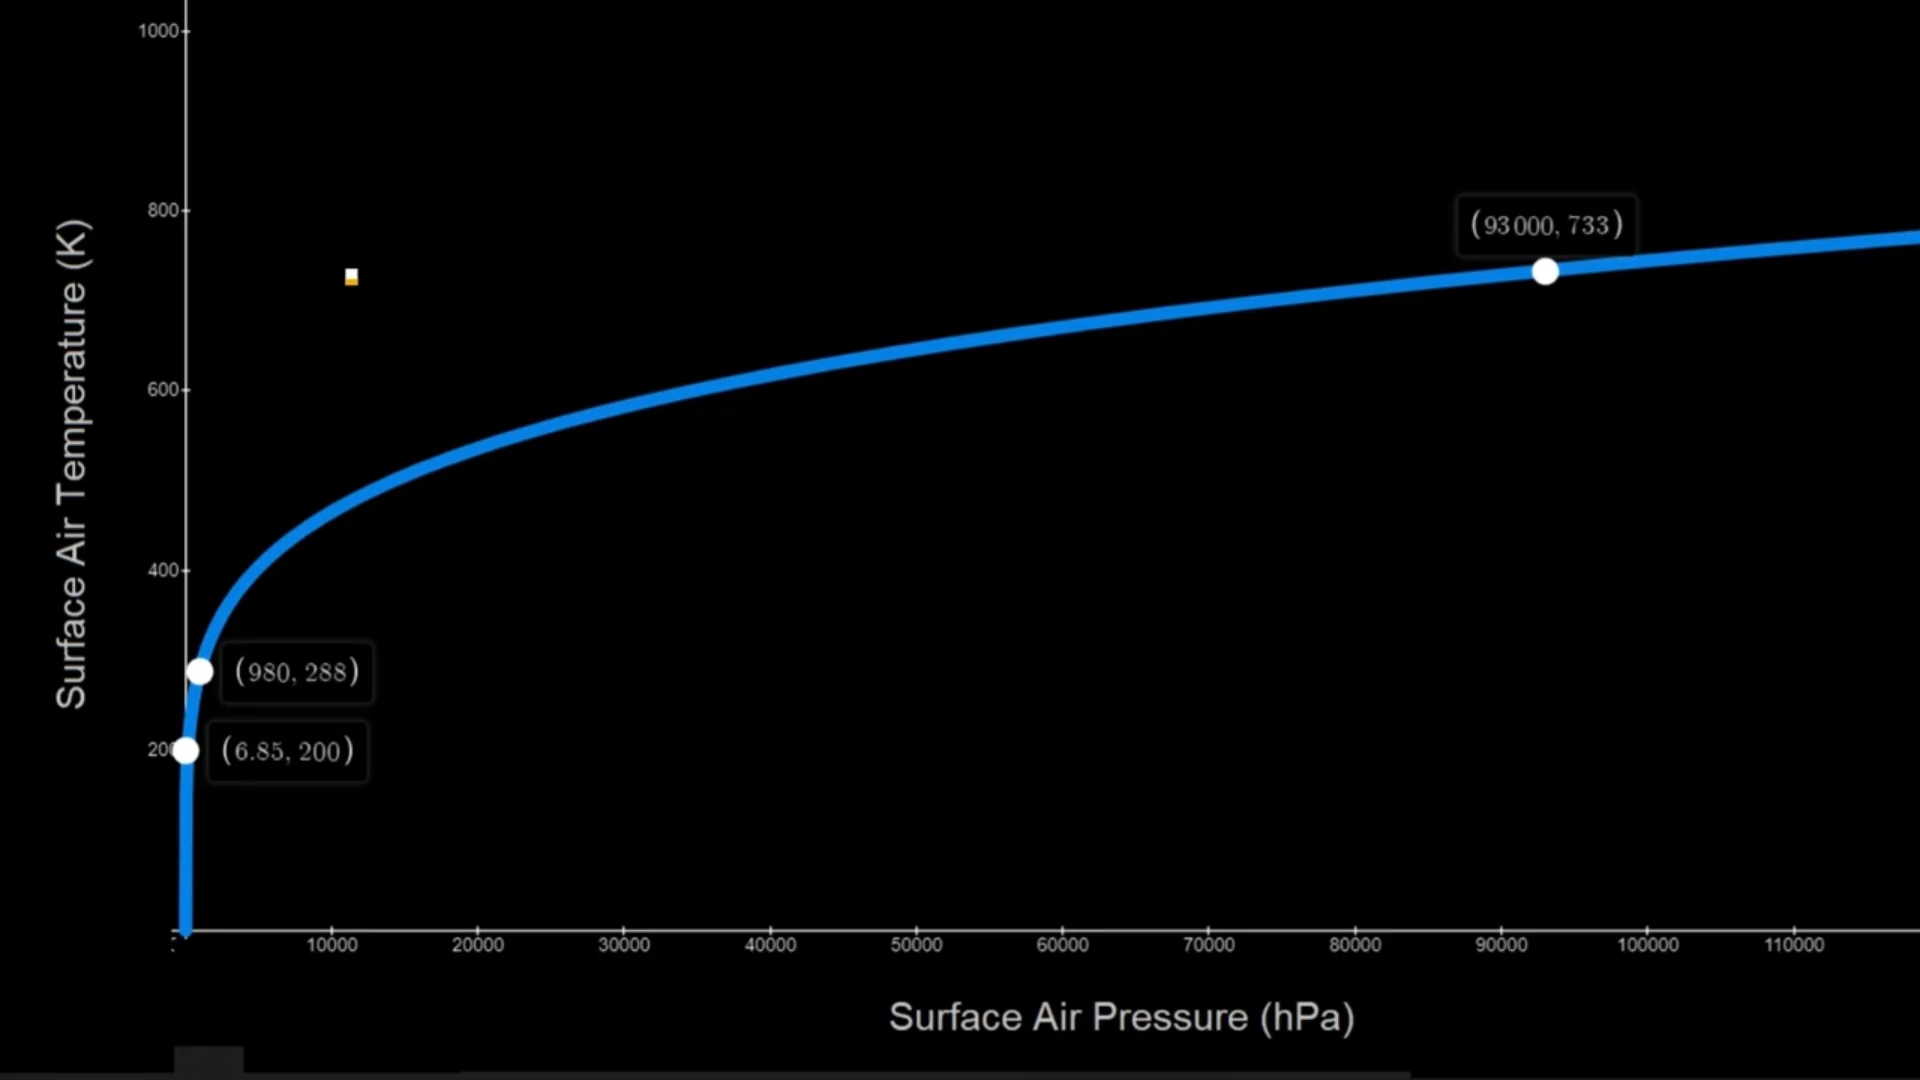 1000
800
(93 000, 733)
600
Surface Air Temperature (K)
400
(980, 288)
(6.85, 200)
10000 20000 30000 40000 50000 60000 70000 80000 90000 100000 110000
Surface Air Pressure (hPa)